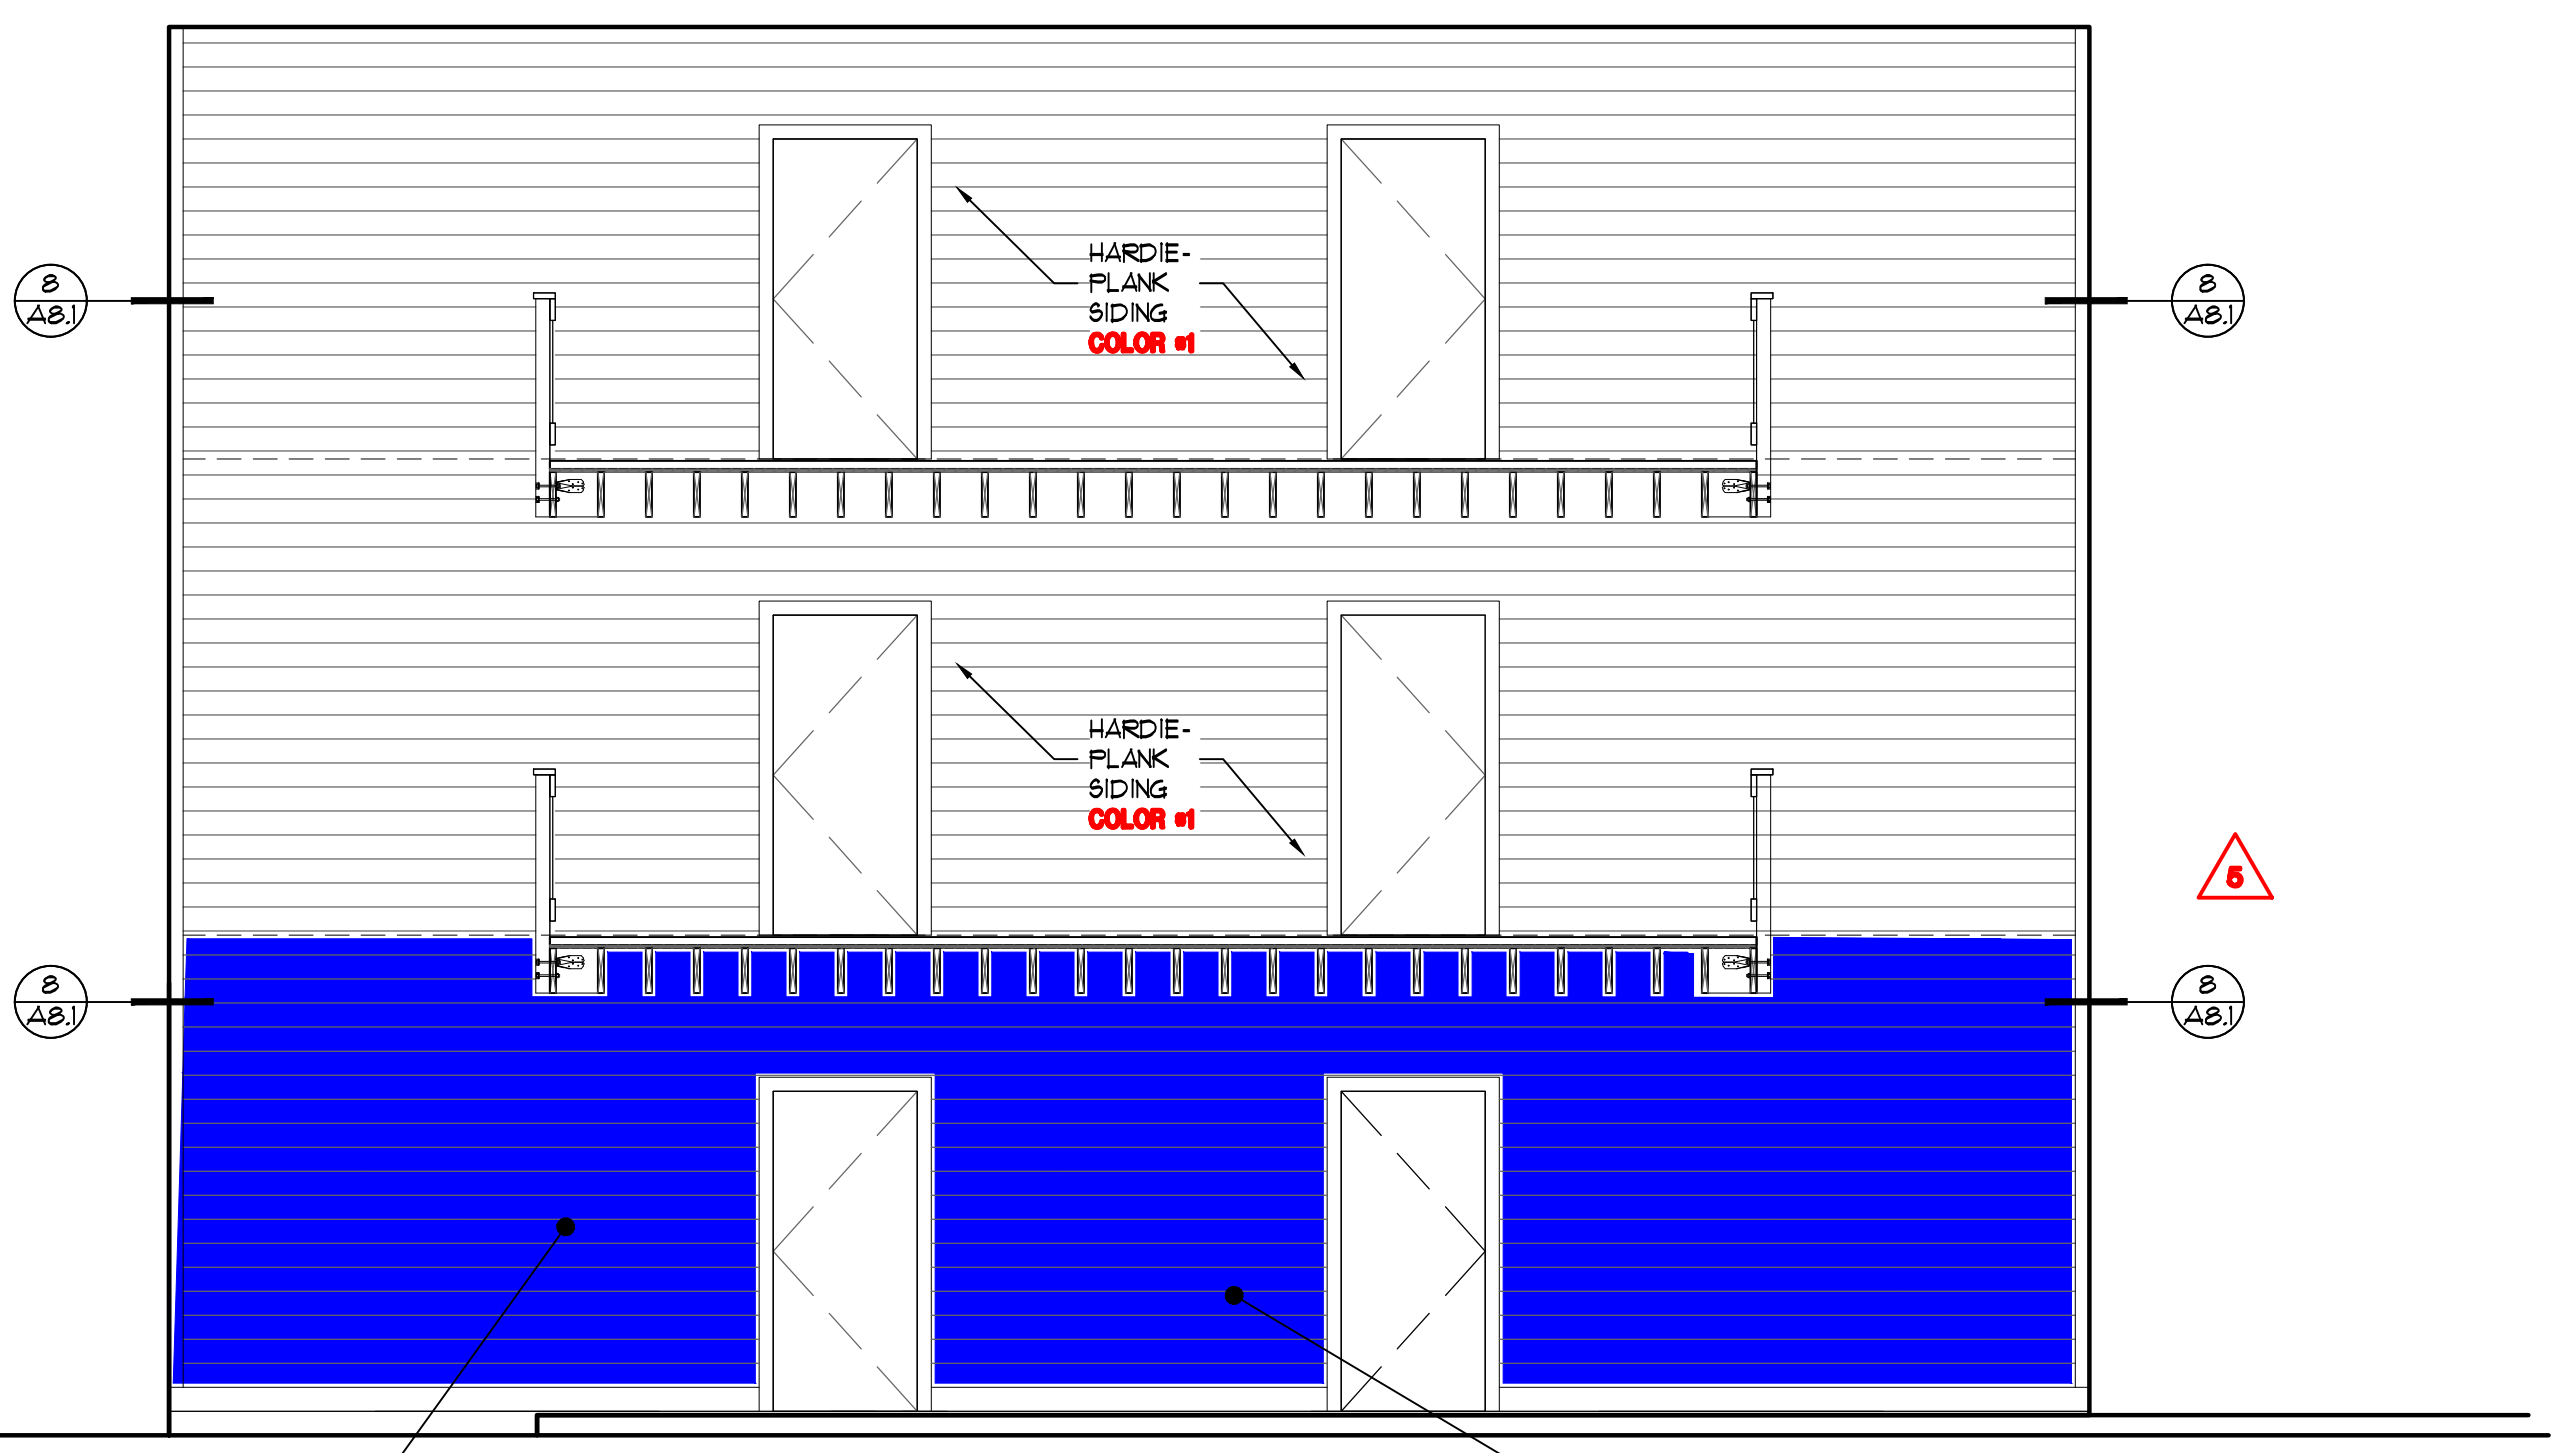 8
A8.1
HARDIE-
PLANK
SIDING
COLOR #1
8
A8.1
HARDIE-
PLANK
SIDING
COLOR #1
5
8
A8.1
8
A8.1